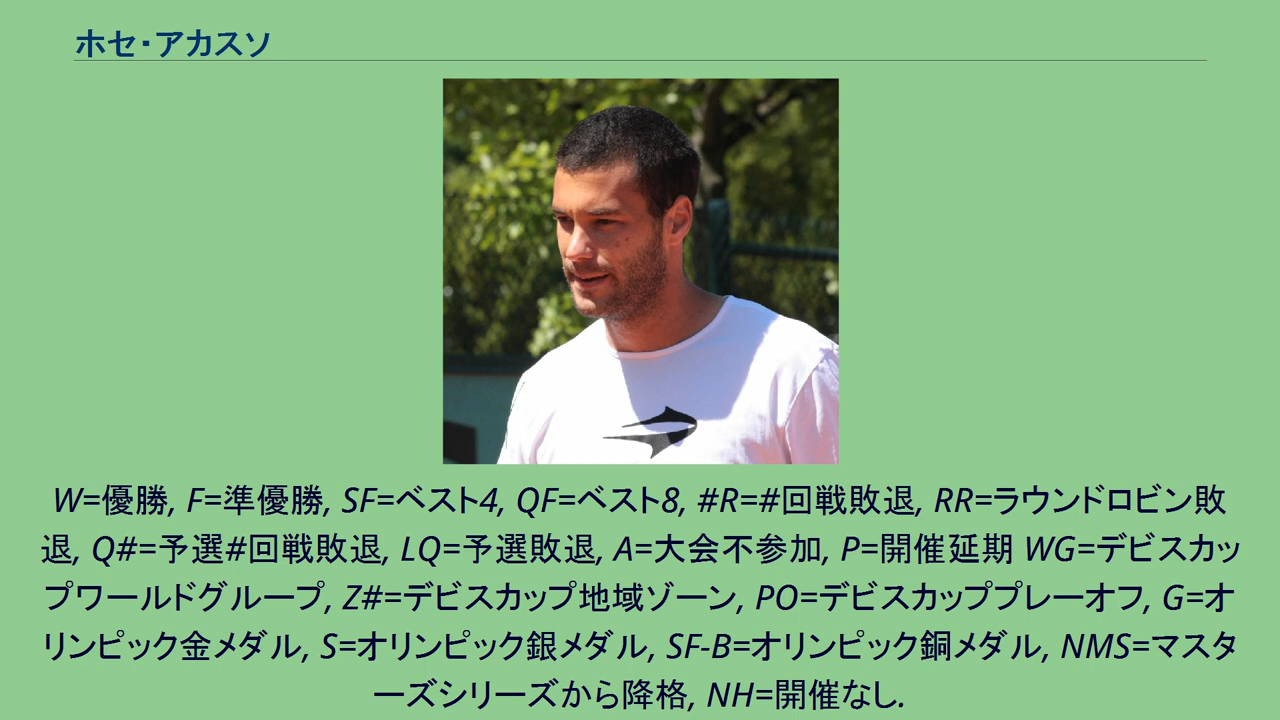 ホセ・アカスソ
W=優勝, F=準優勝, SF=ベスト4, QF=ベスト8, #R=#回戦敗退, RR=ラウンドロビン敗
退, Q#=予選#回戦敗退, LQ=予選敗退, A=大会不参加, P=開催延期 WG=デビスカッ
プワールドグループ, Z#=デビスカップ地域ゾーン, PO=デビスカッププレーオフ, G=オ
リンピック金メダル, S=オリンピック銀メダル, SF-B=オリンピック銅メダル, NMS=マスタ
ーズシリーズから降格, NH=開催なし.